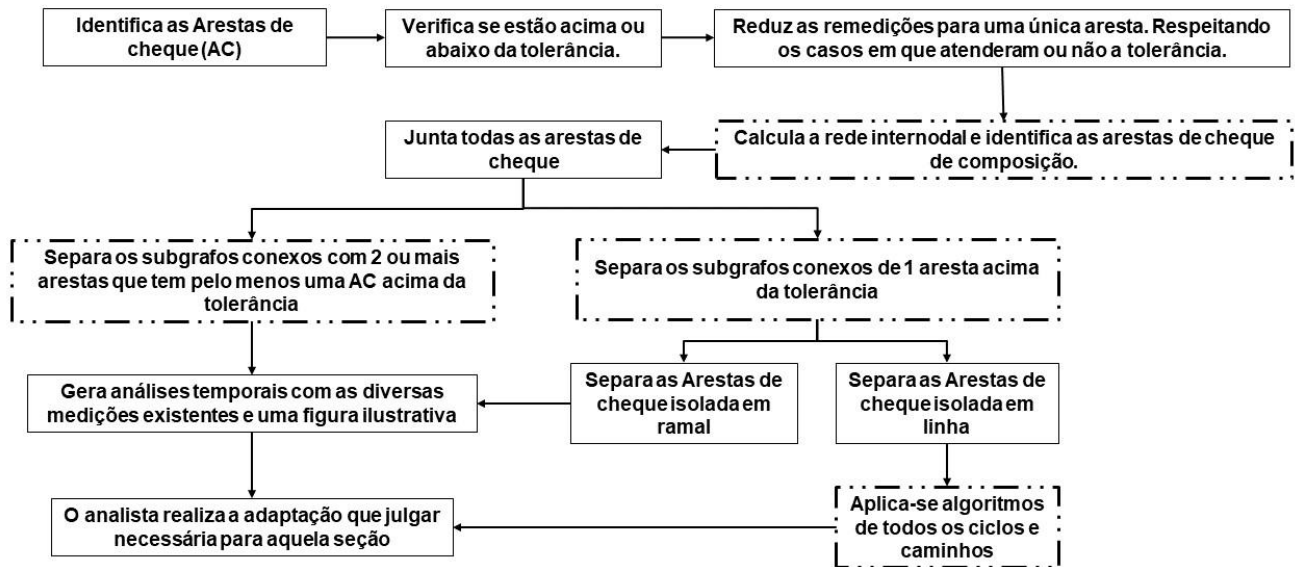 Identifica as Arestas de
cheque (AC)
Verifica se estão acima ou
abaixo da tolerância.
Reduz as remedições para uma única aresta. Respeitando
os casos em que atenderam ou não a tolerância.
Calcula a rede internodal e identifica as arestas de cheque
de composição.
Junta todas as arestas de
cheque
Separa os subgrafos conexos com 2 ou mais
arestas que tem pelo menos uma AC acima da
tolerância
Separa os subgrafos conexos de 1 aresta acima
da tolerância
Gera análises temporais com as diversas
medições existentes e uma figura ilustrativa
Separa as Arestas de
cheque isolada em
ramal
Separa as Arestas de
cheque isolada em
linha
O analista realiza a adaptação que julgar
necessária para aquela seção
Aplica-se algoritmos
de todos os ciclos e
caminhos